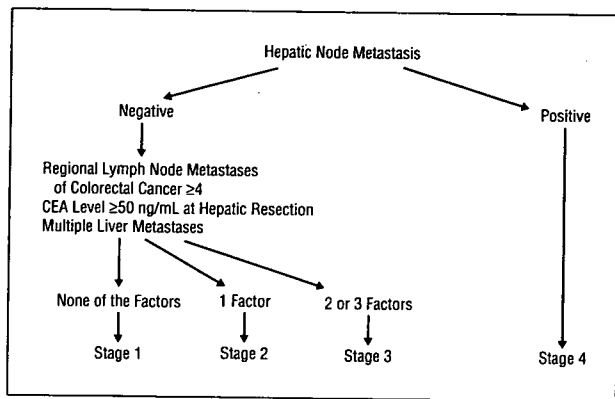 Hepatic Node Metastasis
Negative
Positive
Regional Lymph Node Metastases
of Colorectal Cancer ≥4
CEA Level ≥50 ng/mL at Hepatic Resection
Multiple Liver Metastases
None of the Factors
1 Factor
2 or 3 Factors
Stage 1
Stage 2
Stage 3
Stage 4